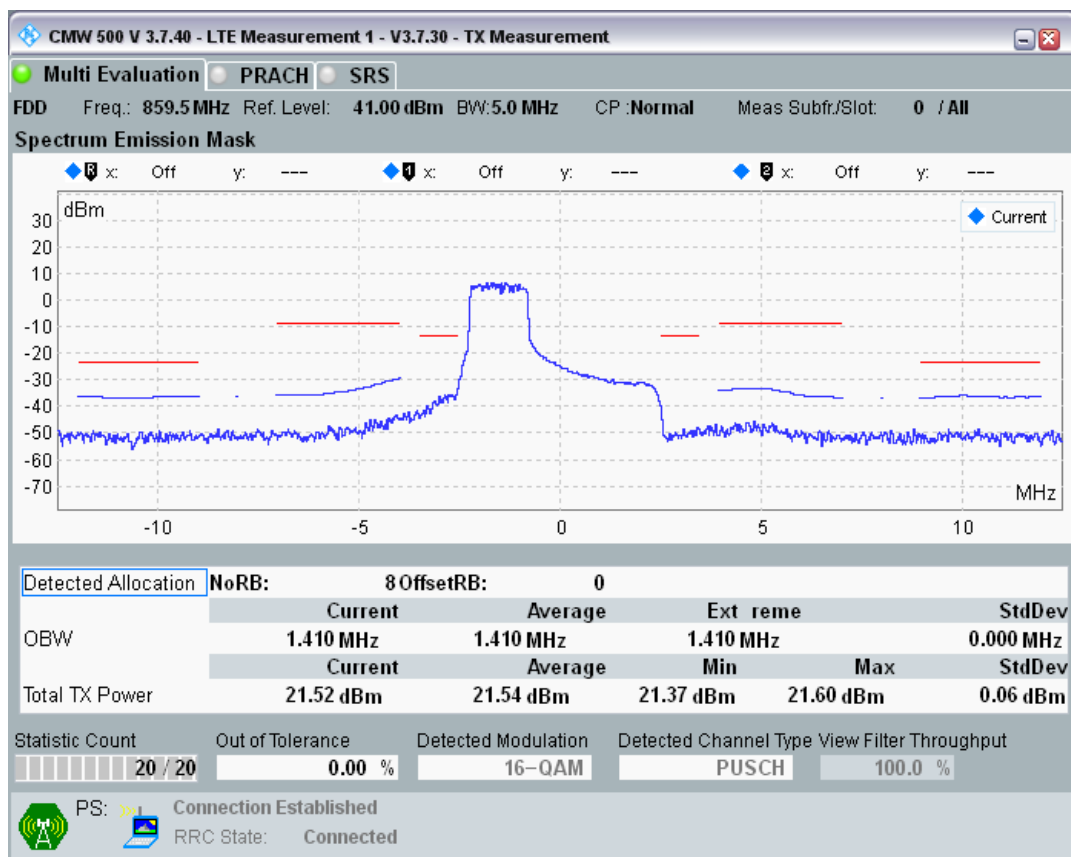 CMW 500 V 3.7.40 - LTE Measurement 1 - V3.7.30 - TX Measurement
Multi Evaluation PRACH SRS
FDD Freq.: 859.5 MHz Ref. Level: 41.00 dBm BW:5.0 MHz CP :Normal Meas Subfr./Slot: 0 / All
Spectrum Emission Mask
R x: Off y: --- 1 x: Off y: --- 2 x: Off y: ---
dBm
Current
30
20
10
0
-10
-20
-30
-40
-50
-60
-70
MHz
-10 -5 0 5 10
Detected Allocation NoRB: 8 OffsetRB: 0
Current Average Ext reme StdDev
OBW 1.410 MHz 1.410 MHz 1.410 MHz 0.000 MHz
Current Average Min Max StdDev
Total TX Power 21.52 dBm 21.54 dBm 21.37 dBm 21.60 dBm 0.06 dBm
Statistic Count Out of Tolerance Detected Modulation Detected Channel Type View Filter Throughput
20 / 20 0.00 % 16-QAM PUSCH 100.0 %
PS: Connection Established
RRC State: Connected